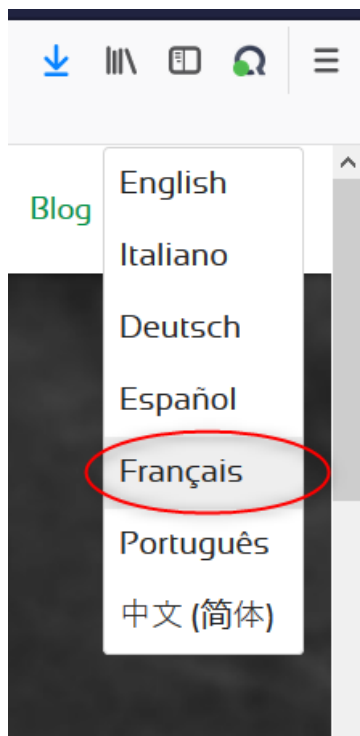 Blog
English
Italiano
Deutsch
Español
Français
Português
中文 (简体)